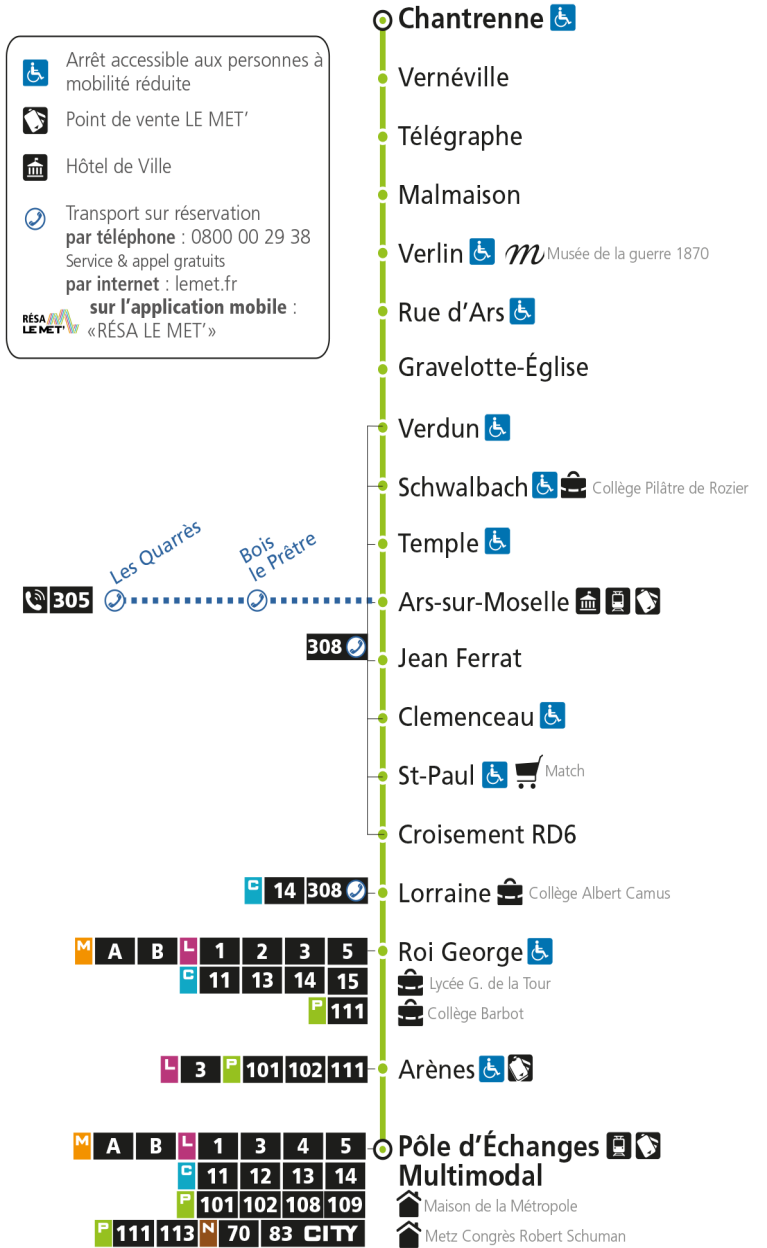 Chantrenne
Arrêt accessible aux personnes à
mobilité réduite
Point de vente LE MET’
Hôtel de Ville
Transport sur réservation
par téléphone : 0800 00 29 38
Service & appel gratuits
par internet : lemet.fr
sur l’application mobile :
RÉSA
LE MET’
«RÉSA LE MET’»
Vernéville
Télégraphe
Malmaison
Verlin m Musée de la guerre 1870
Rue d’Ars
Gravelotte-Église
Verdun
Schwalbach Collège Pilâtre de Rozier
Temple
Les Quarrès
Bois
le Prêtre
305
Ars-sur-Moselle
308
Jean Ferrat
Clemenceau
St-Paul Match
Croisement RD6
C 14 308
Lorraine Collège Albert Camus
M A B L 1 2 3 5
Roi George
C 11 13 14 15
Lycée G. de la Tour
P 111
Collège Barbot
L 3 P 101 102 111
Arènes
M A B L 1 3 4 5
Pôle d’Échanges
C 11 12 13 14
Multimodal
P 101 102 108 109
Maison de la Métropole
P 111 113 N 70 83 CITY
Metz Congrès Robert Schuman